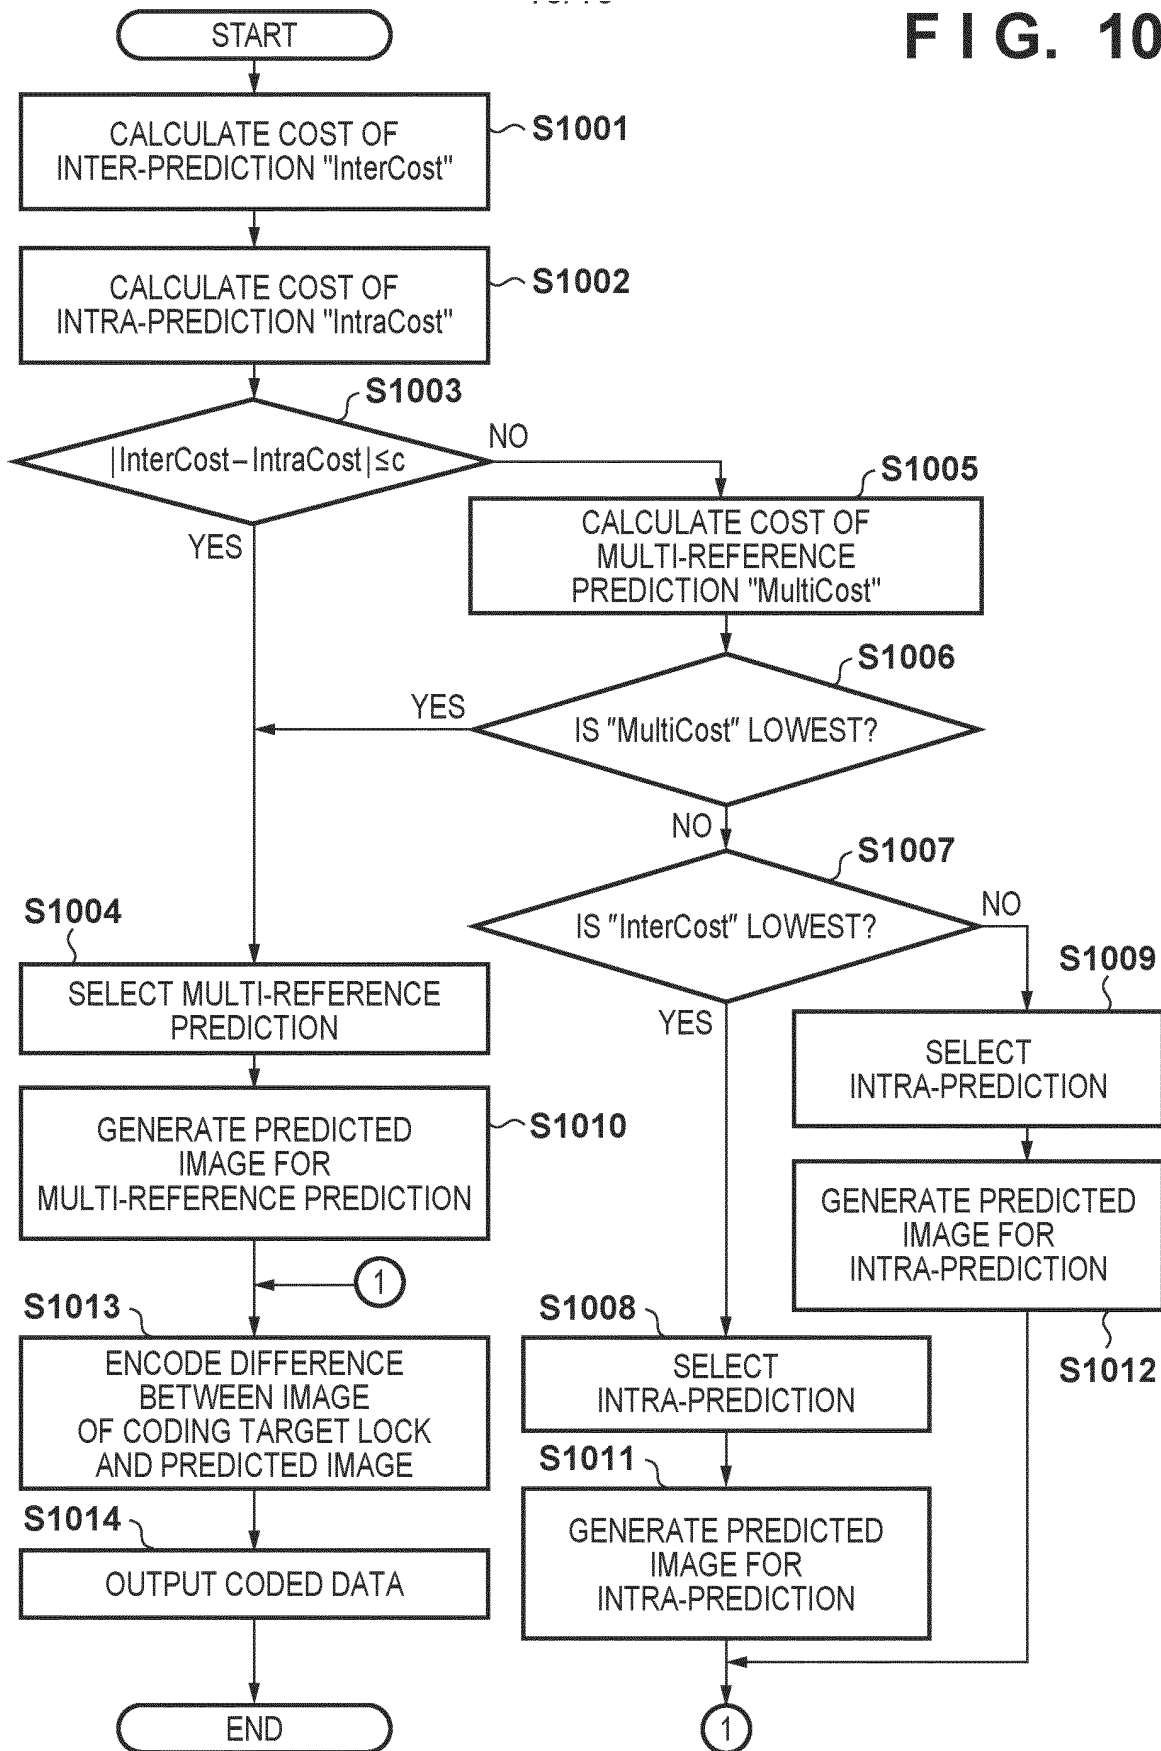 FIG. 10
START
CALCULATE COST OF
INTER-PREDICTION "InterCost"
S1001
CALCULATE COST OF
INTRA-PREDICTION "IntraCost"
S1002
S1003
|InterCost–IntraCost|≤c
NO
YES
S1005
CALCULATE COST OF
MULTI-REFERENCE
PREDICTION "MultiCost"
S1006
IS "MultiCost" LOWEST?
YES
NO
S1007
IS "InterCost" LOWEST?
NO
YES
S1004
SELECT MULTI-REFERENCE
PREDICTION
S1009
SELECT
INTRA-PREDICTION
GENERATE PREDICTED
IMAGE FOR
MULTI-REFERENCE PREDICTION
S1010
GENERATE PREDICTED
IMAGE FOR
INTRA-PREDICTION
S1012
1
S1013
ENCODE DIFFERENCE
BETWEEN IMAGE
OF CODING TARGET LOCK
AND PREDICTED IMAGE
S1008
SELECT
INTRA-PREDICTION
S1011
GENERATE PREDICTED
IMAGE FOR
INTRA-PREDICTION
S1014
OUTPUT CODED DATA
END
1